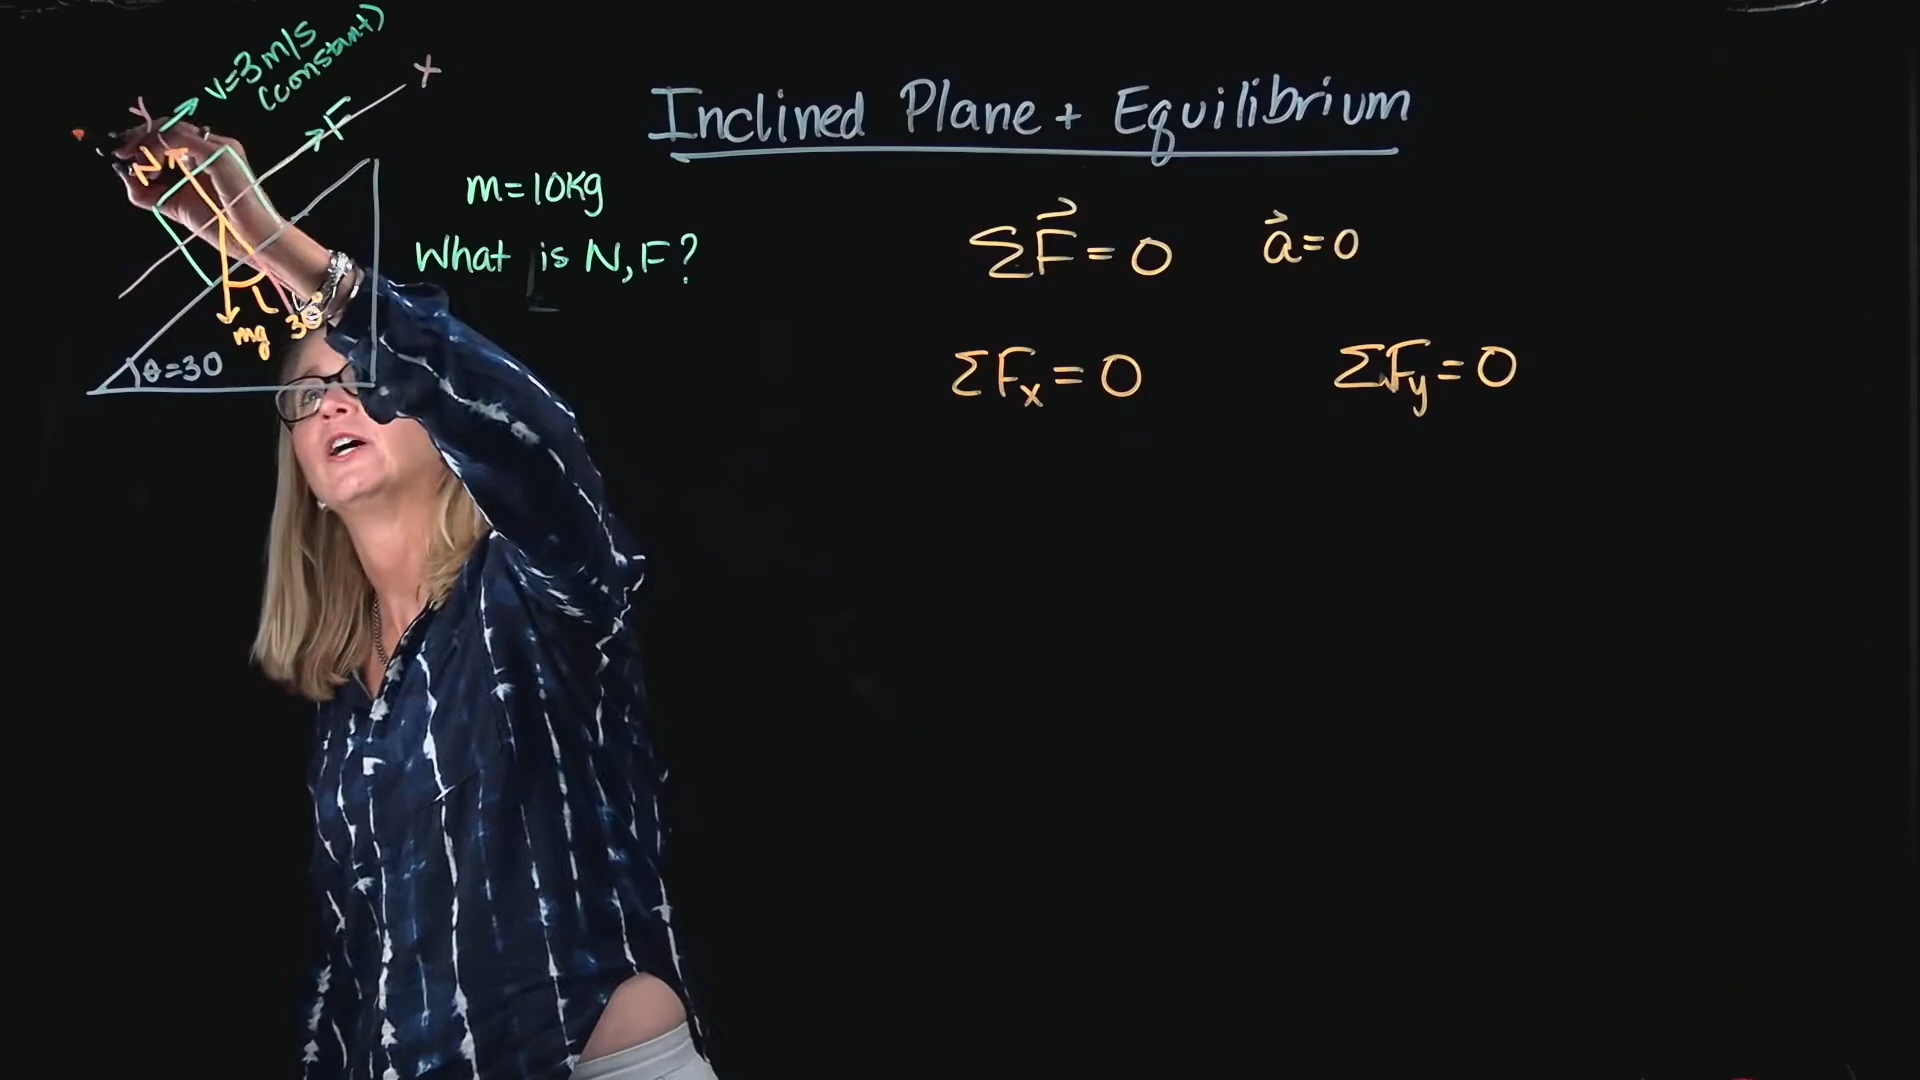 Inclined Plane + Equilibrium
v=3m/s
(constant)
x
y
F
N
m=10kg
What is N, F?
mg
30
θ=30
ΣF⃗ = 0
a⃗=0
ΣFₓ = 0
ΣFy = 0